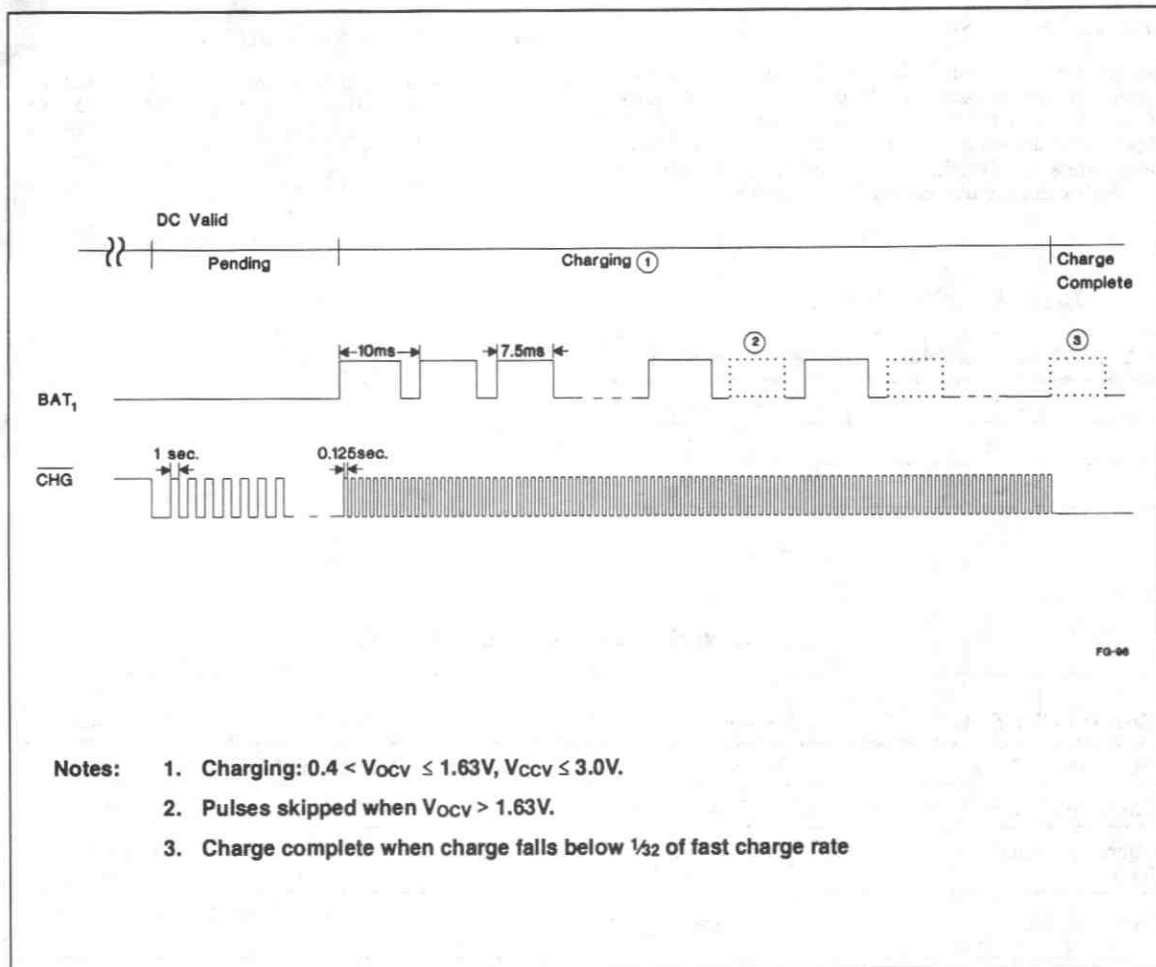 DC Valid
Pending
Charging ①
Charge
Complete
10ms
7.5ms
②
③
BAT₁
1 sec.
0.125sec.
CHG
FG-96
Notes:
1. Charging: 0.4 < VOCV ≤ 1.63V, VCCV ≤ 3.0V.
2. Pulses skipped when VOCV > 1.63V.
3. Charge complete when charge falls below 1/32 of fast charge rate